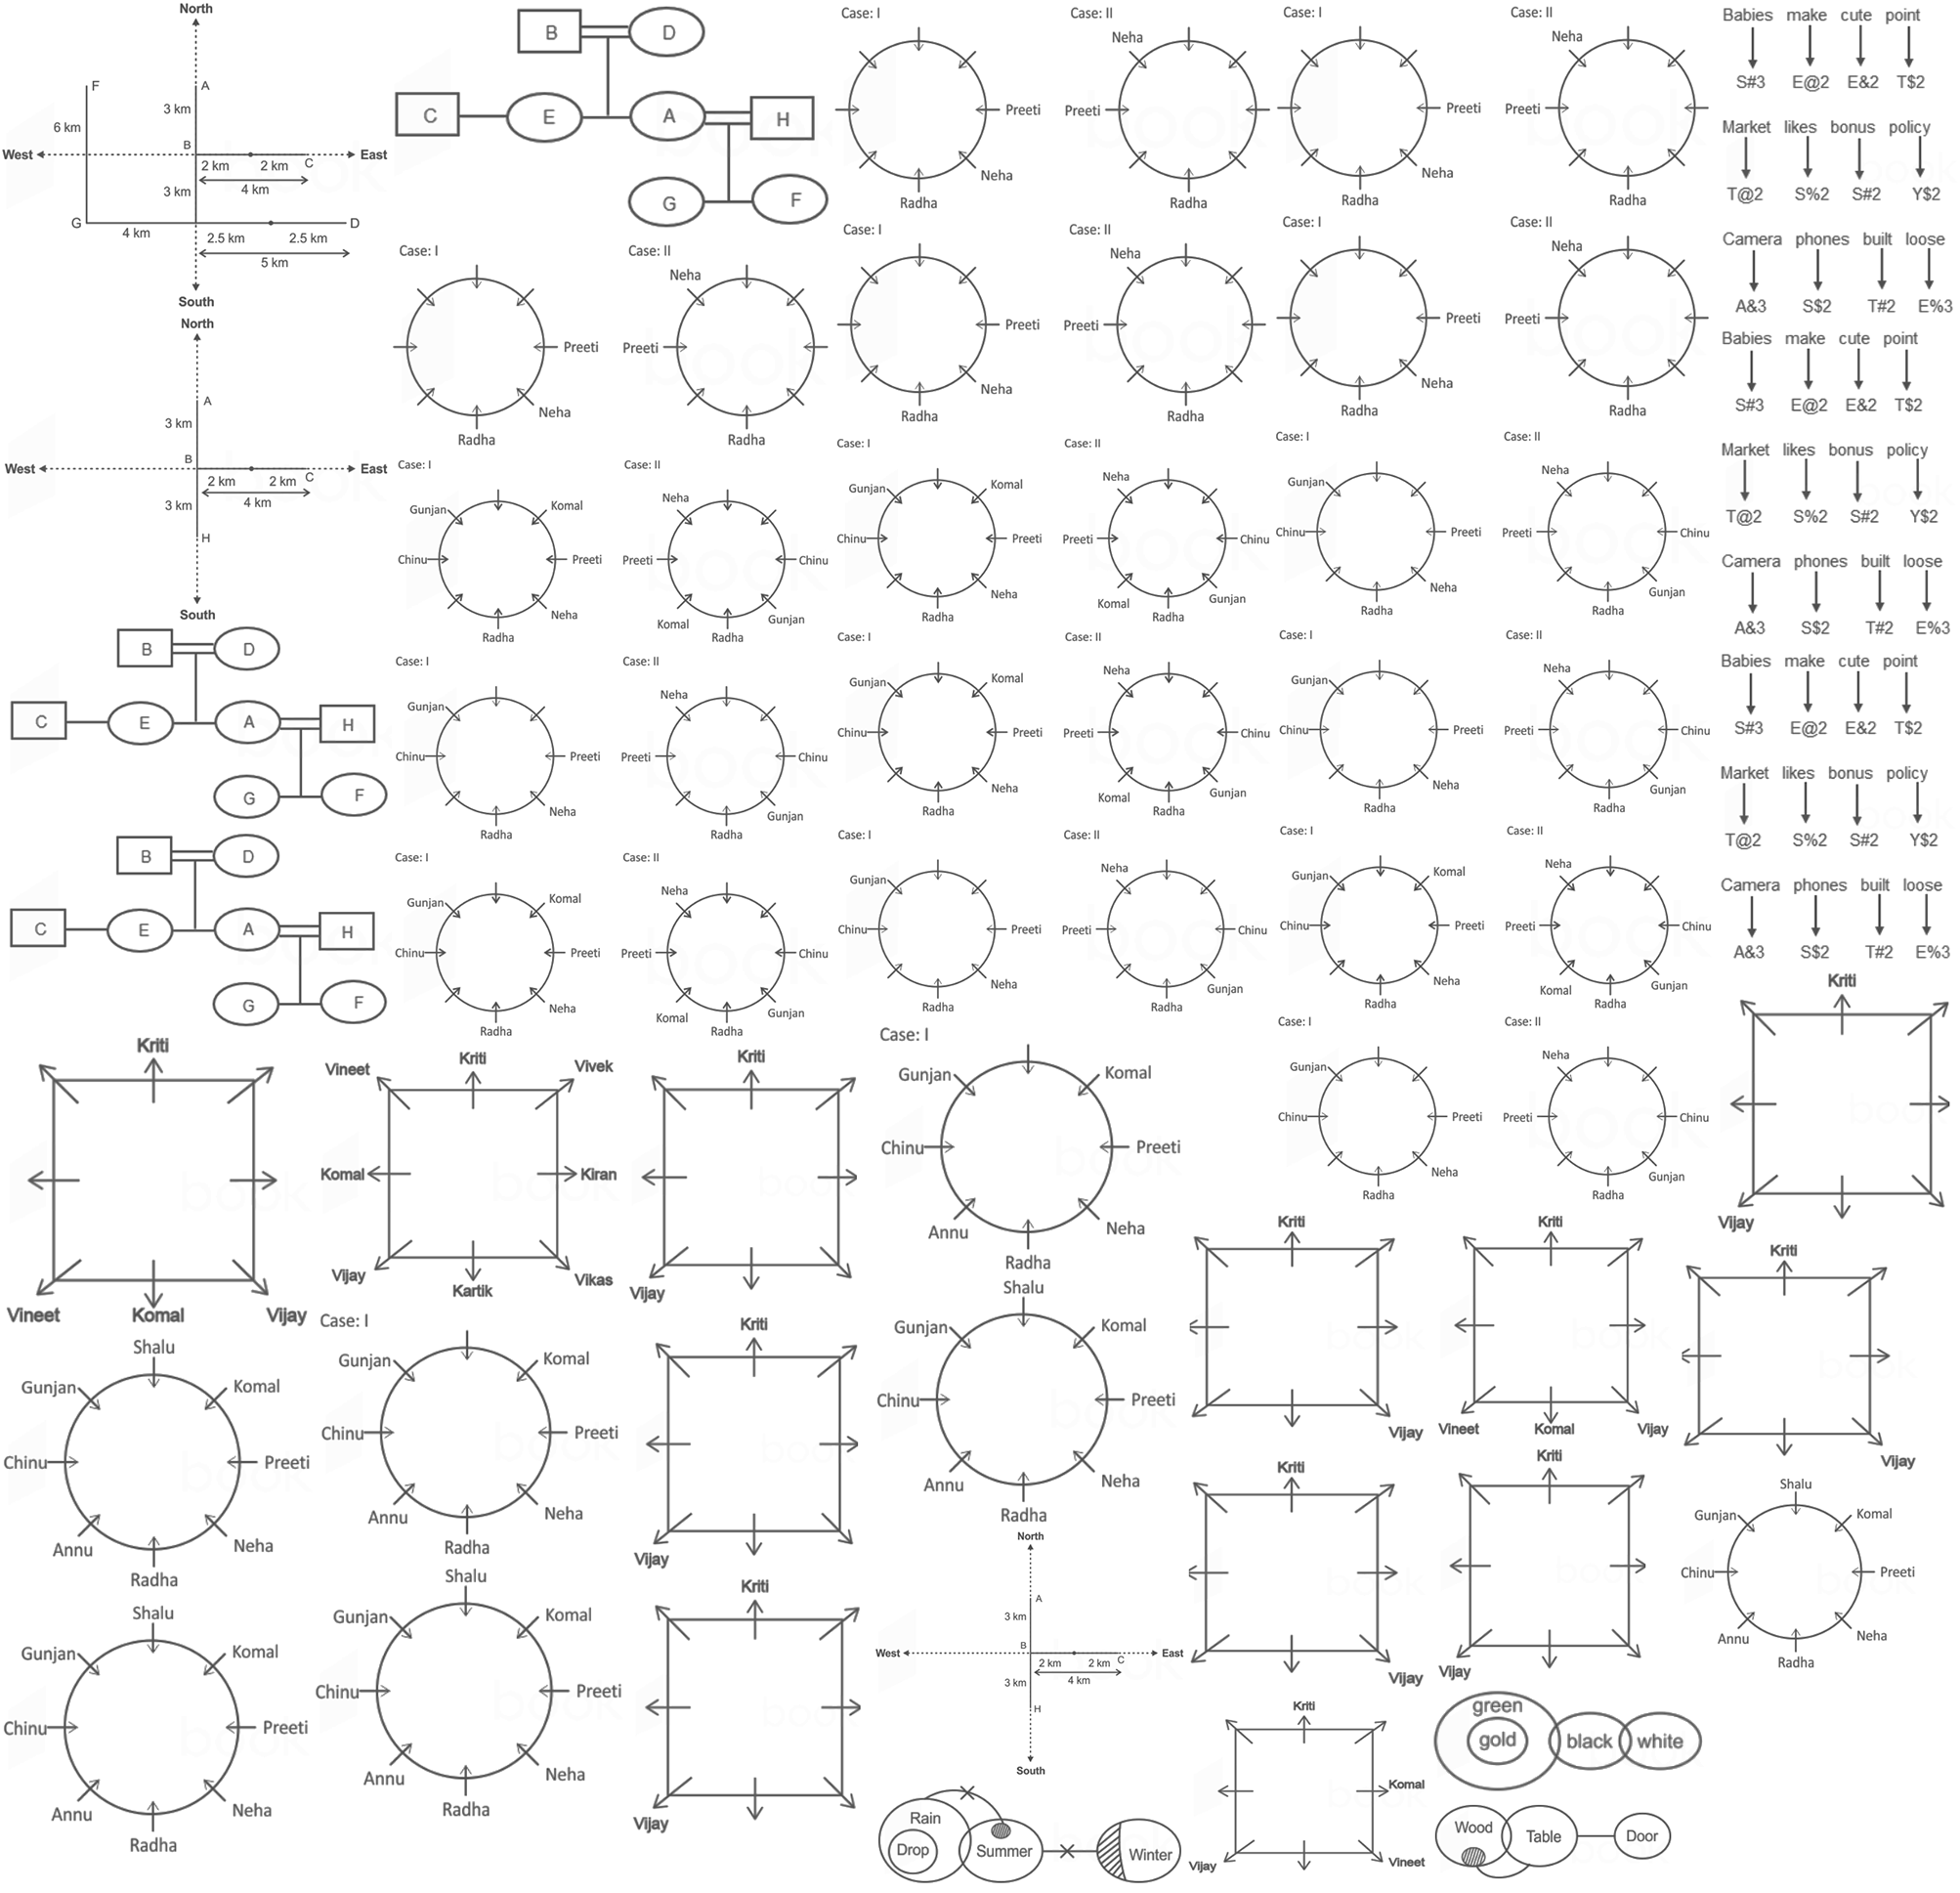 North
F
A
3 km
6 km
B
West
East
2 km
2 km
C
4 km
3 km
G
D
4 km
2.5 km
2.5 km
5 km
South
North
A
3 km
B
West
East
2 km
2 km
C
4 km
3 km
H
South
B D
C E A H
G F
B D
C E A H
G F
B D
C E A H
G F
Case: I
Preeti
Neha
Radha
Case: II
Neha
Preeti
Radha
Case: I
Preeti
Neha
Radha
Case: II
Neha
Preeti
Radha
Case: I
Preeti
Neha
Radha
Case: II
Neha
Preeti
Radha
Case: I
Preeti
Neha
Radha
Case: II
Neha
Preeti
Radha
Case: I
Preeti
Neha
Radha
Case: II
Neha
Preeti
Radha
Case: I
Gunjan
Komal
Chinu
Preeti
Neha
Radha
Case: II
Neha
Preeti
Chinu
Komal
Gunjan
Radha
Case: I
Gunjan
Komal
Chinu
Preeti
Neha
Radha
Case: II
Neha
Preeti
Chinu
Komal
Gunjan
Radha
Case: I
Gunjan
Chinu
Preeti
Neha
Radha
Case: II
Neha
Preeti
Chinu
Gunjan
Radha
Case: I
Gunjan
Chinu
Preeti
Neha
Radha
Case: II
Neha
Preeti
Chinu
Gunjan
Radha
Case: I
Gunjan
Komal
Chinu
Preeti
Neha
Radha
Case: II
Neha
Preeti
Chinu
Komal
Gunjan
Radha
Case: I
Gunjan
Chinu
Preeti
Neha
Radha
Case: II
Neha
Preeti
Chinu
Gunjan
Radha
Case: I
Gunjan
Komal
Chinu
Preeti
Neha
Radha
Case: II
Neha
Preeti
Chinu
Komal
Gunjan
Radha
Case: I
Gunjan
Chinu
Preeti
Neha
Radha
Case: II
Neha
Preeti
Chinu
Gunjan
Radha
Case: I
Gunjan
Komal
Chinu
Preeti
Neha
Radha
Case: II
Neha
Preeti
Chinu
Komal
Gunjan
Radha
Case: I
Gunjan
Chinu
Preeti
Neha
Radha
Case: II
Neha
Preeti
Chinu
Gunjan
Radha
Babies make cute point
S#3 E@2 E&2 T$2
Market likes bonus policy
T@2 S%2 S#2 Y$2
Camera phones built loose
A&3 S$2 T#2 E%3
Babies make cute point
S#3 E@2 E&2 T$2
Market likes bonus policy
T@2 S%2 S#2 Y$2
Camera phones built loose
A&3 S$2 T#2 E%3
Babies make cute point
S#3 E@2 E&2 T$2
Market likes bonus policy
T@2 S%2 S#2 Y$2
Camera phones built loose
A&3 S$2 T#2 E%3
Kriti
Vijay
Kriti
Vineet Komal Vijay
Vineet Kriti Vivek
Komal Kiran
Vijay Kartik Vikas
Kriti
Vijay
Case: I
Gunjan
Komal
Chinu
Preeti
Annu
Neha
Radha
Shalu
Gunjan
Komal
Chinu
Preeti
Annu
Neha
Radha
Kriti
Vijay
Kriti
Vineet Komal Vijay
Kriti
Vijay
Shalu
Gunjan
Komal
Chinu
Preeti
Annu
Neha
Radha
Case: I
Gunjan
Komal
Chinu
Preeti
Annu
Neha
Radha
Kriti
Vijay
Kriti
Vijay
Kriti
Vijay
Shalu
Gunjan
Komal
Chinu
Preeti
Annu
Neha
Radha
Shalu
Gunjan
Komal
Chinu
Preeti
Annu
Neha
Radha
Shalu
Gunjan
Komal
Chinu
Preeti
Annu
Neha
Radha
Kriti
Vijay
North
A
3 km
B
West
East
2 km
2 km
C
4 km
3 km
H
South
Kriti
Komal
Vijay
Vineet
green
gold black white
Rain
Drop Summer Winter
Wood Table Door
book